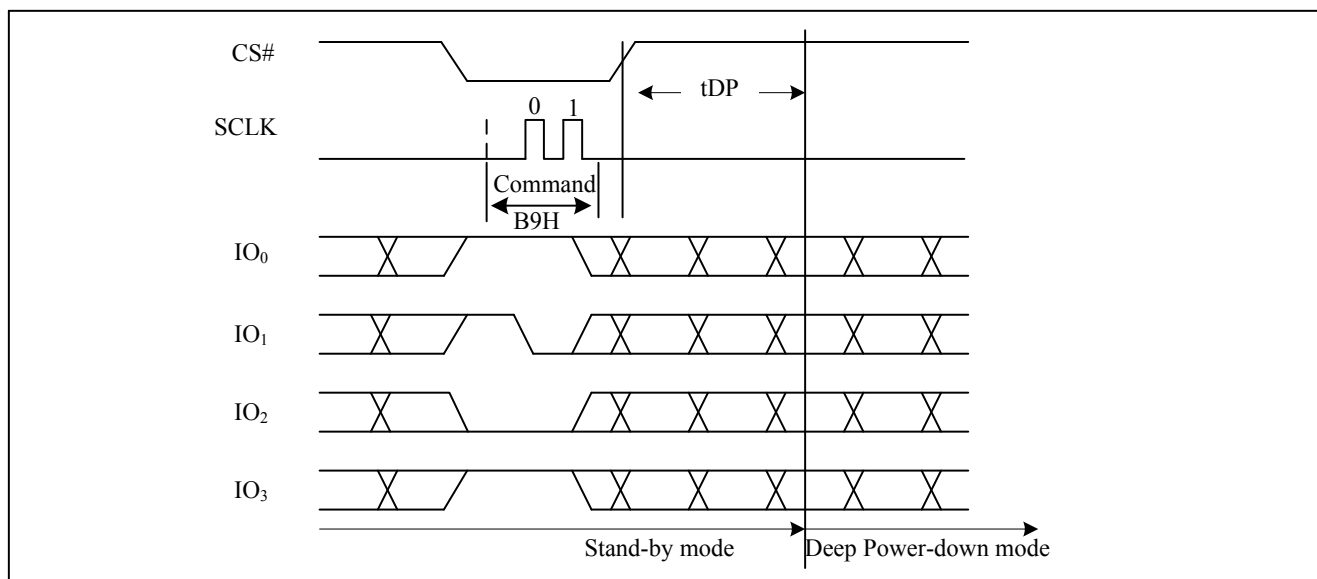 CS#
tDP
0 1
SCLK
Command
B9H
IO₀
IO₁
IO₂
IO₃
Stand-by mode
Deep Power-down mode